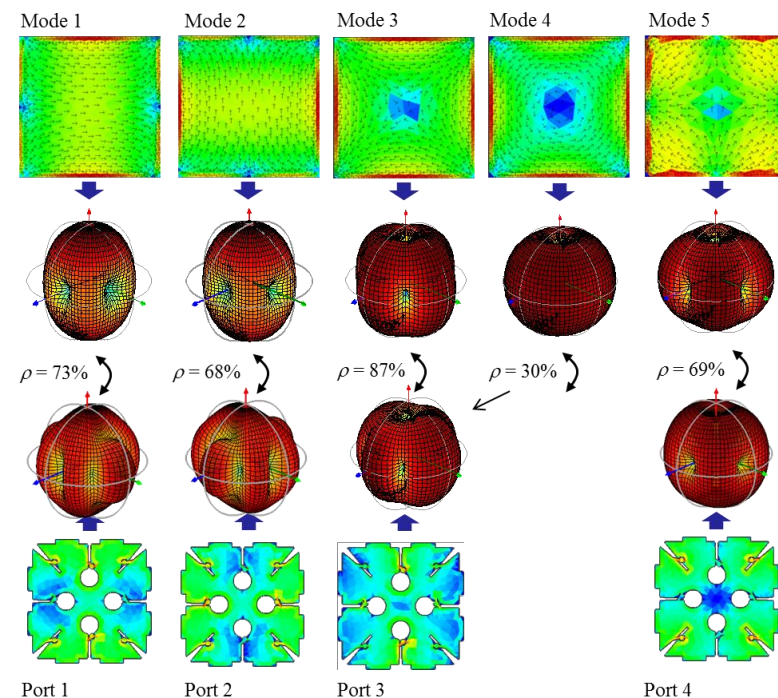 Mode 1 Mode 2 Mode 3 Mode 4 Mode 5
ρ = 73% ρ = 68% ρ = 87% ρ = 30% ρ = 69%
Port 1 Port 2 Port 3 Port 4